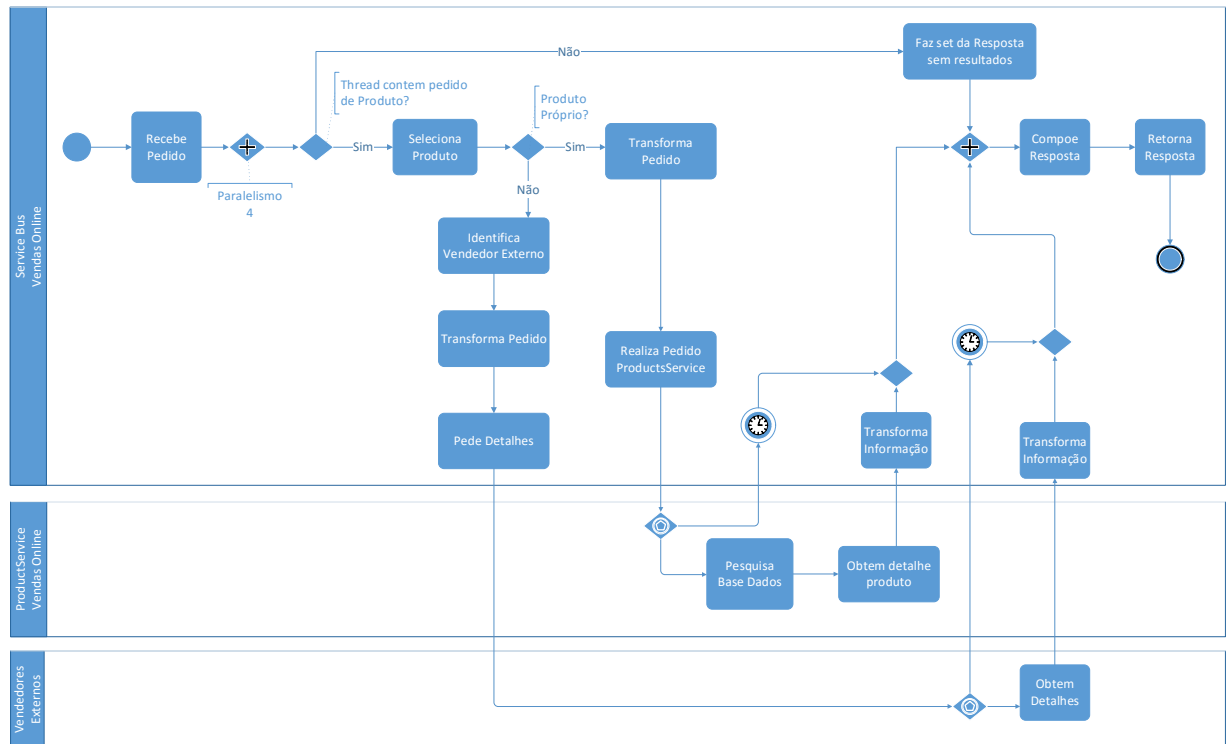 Service Bus
Vendas Online
Não
Faz set da Resposta
sem resultados
Thread contem pedido
de Produto?
Produto
Próprio?
Recebe
Pedido
Sim
Seleciona
Produto
Sim
Transforma
Pedido
Compoe
Resposta
Retorna
Resposta
Paralelismo
4
Não
Identifica
Vendedor Externo
Transforma Pedido
Realiza Pedido
ProductsService
Pede Detalhes
Transforma
Informação
Transforma
Informação
ProductService
Vendas Online
Pesquisa
Base Dados
Obtem detalhe
produto
Vendedores
Externos
Obtem
Detalhes